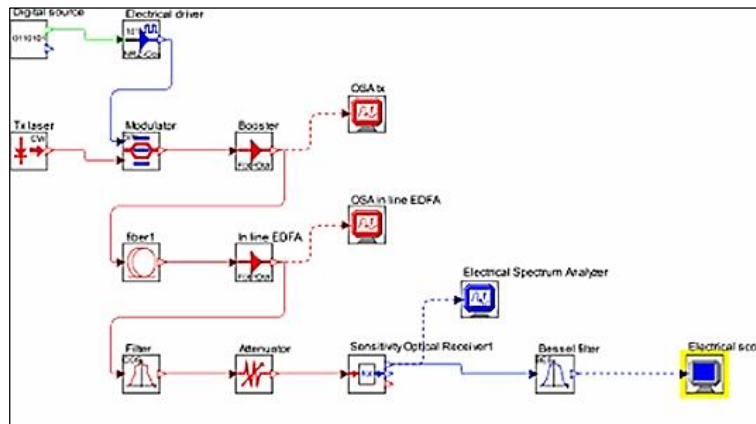 Digital source
Electrical driver
OSA tx
Tx laser
CW
Modulator
Booster
OSA in line EDFA
fiber1
In line EDFA
Electrical Spectrum Analyzer
Filter
Attenuator
Sensitivity Optical Receiver1
Bessel filter
Electrical sco